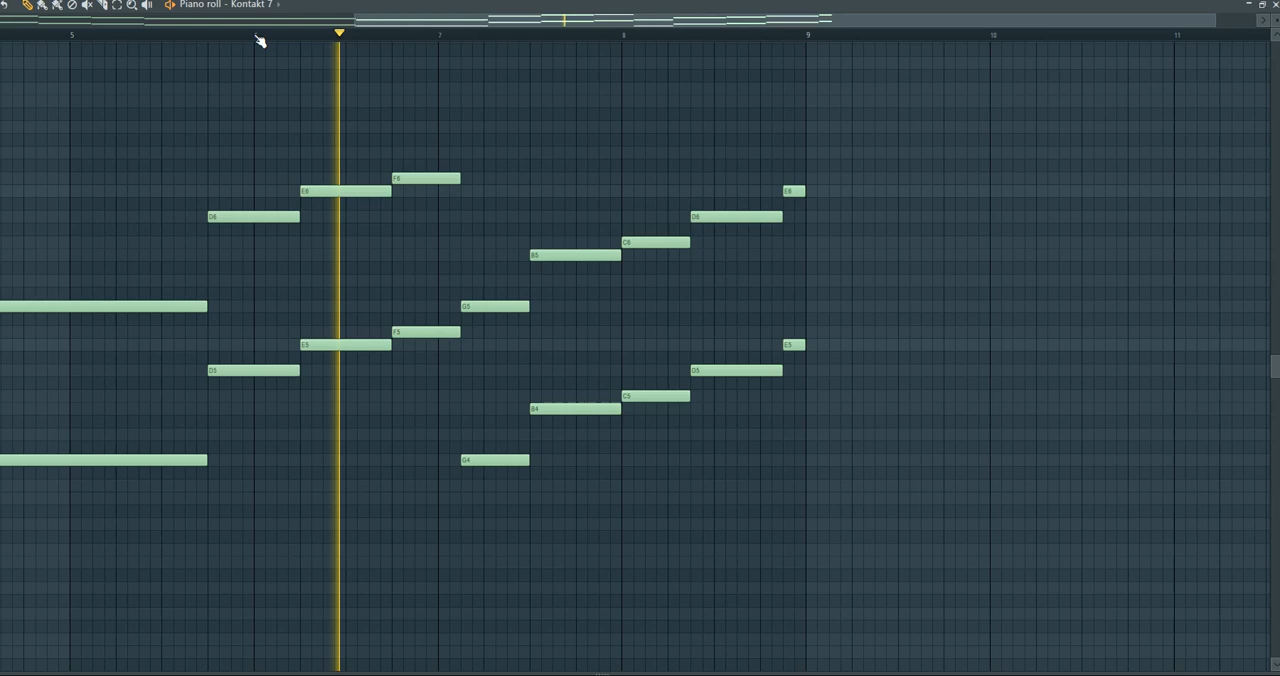 Piano roll - Kontakt 7 ›
5 7 8 9 10 11
F6
E6 E6
D6 D6
C6
B5
G5
F5
E5 E5
D5 D5
C5
B4
G4